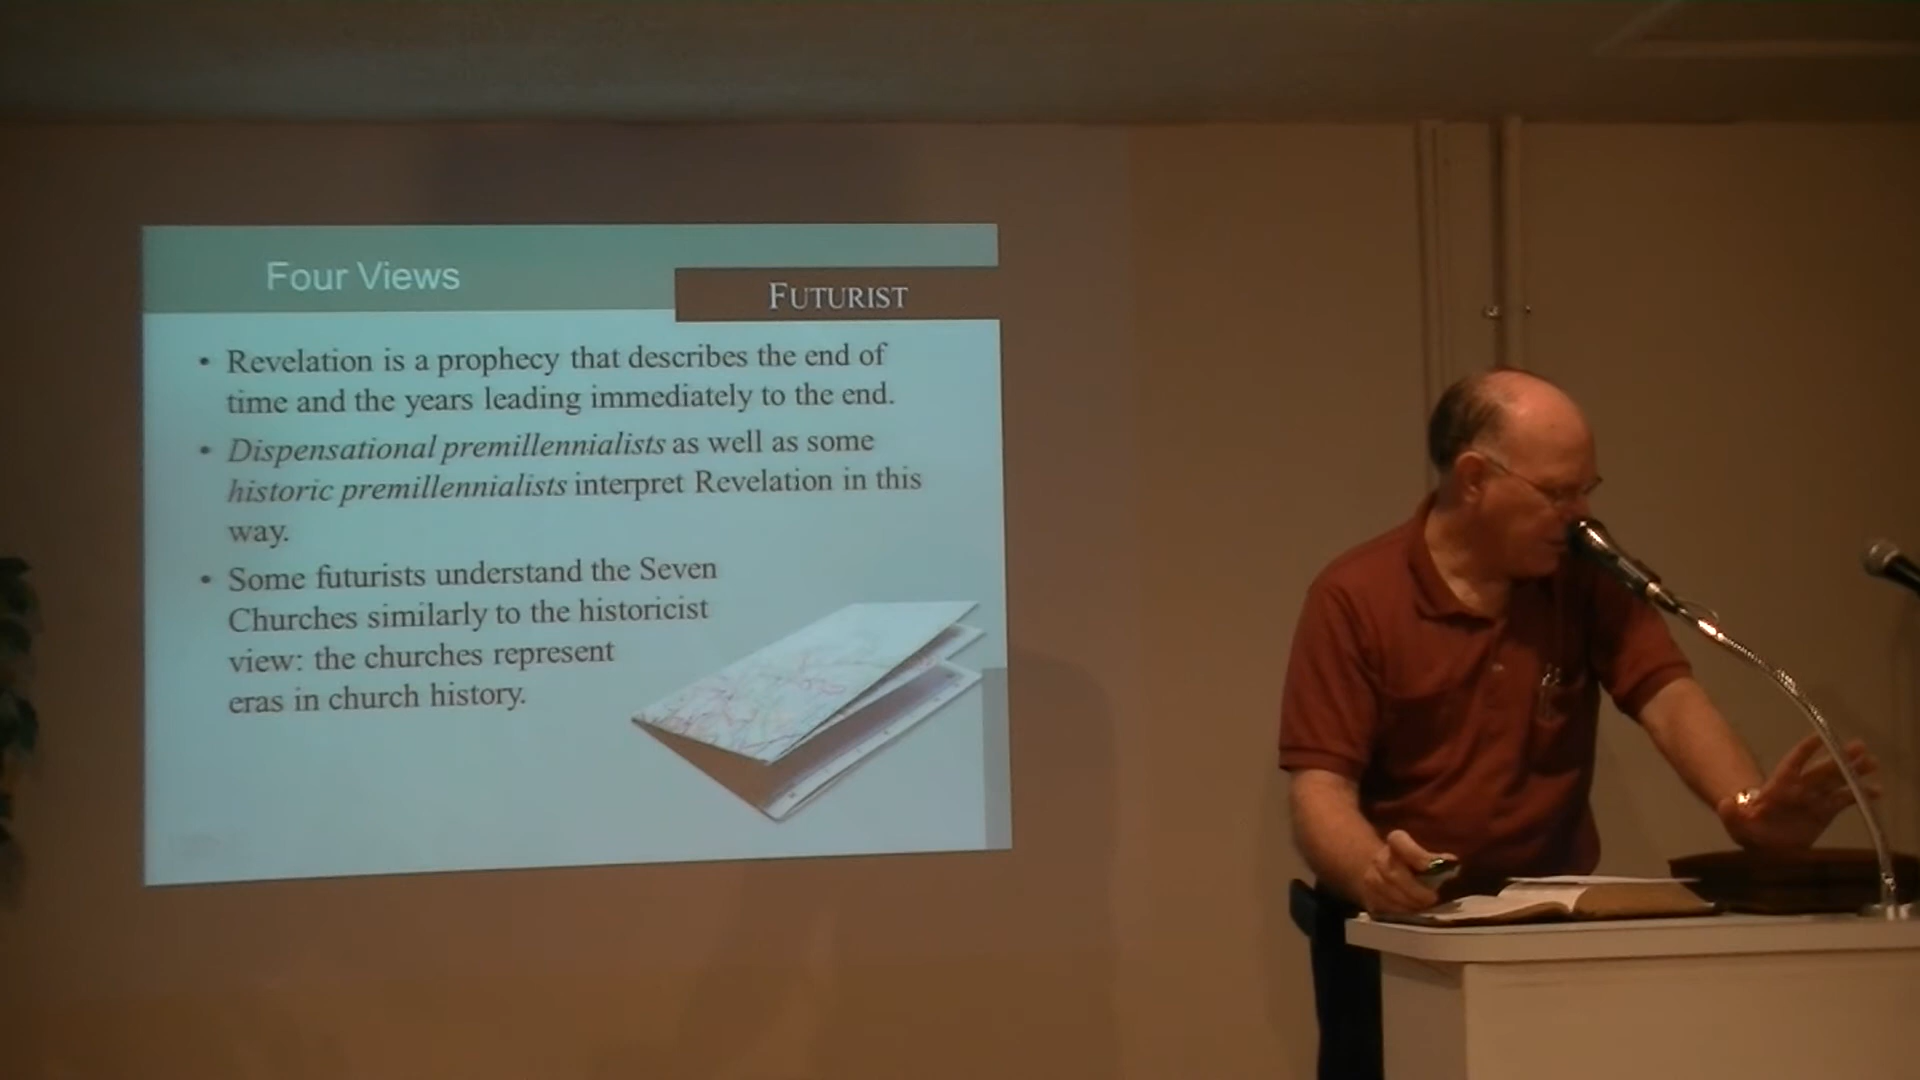 Four Views
FUTURIST
• Revelation is a prophecy that describes the end of
time and the years leading immediately to the end.
• Dispensational premillennialists as well as some
historic premillennialists interpret Revelation in this
way.
• Some futurists understand the Seven
Churches similarly to the historicist
view: the churches represent
eras in church history.